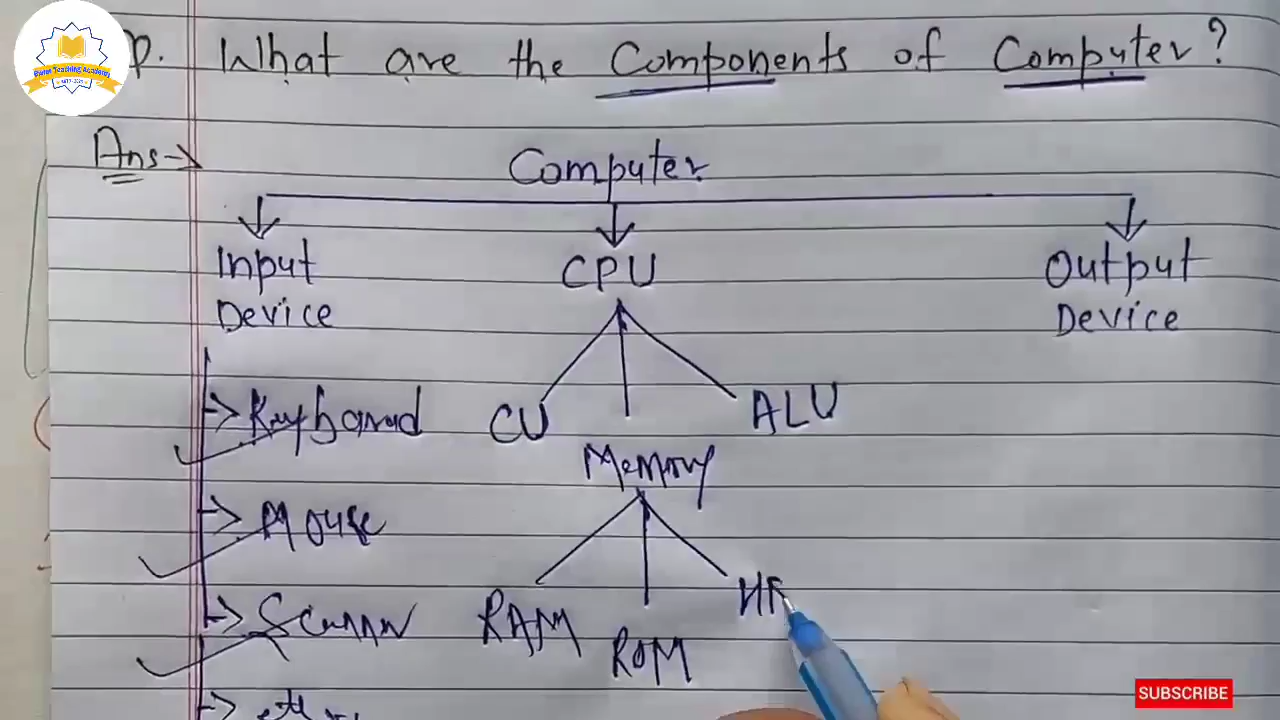 What are the Components of Computer?
Ans→
Computer
Input
Device
CPU
Output
Device
→ Keyboard
CU
ALU
Memory
→ Mouse
→ Scanner
RAM
ROM
SUBSCRIBE